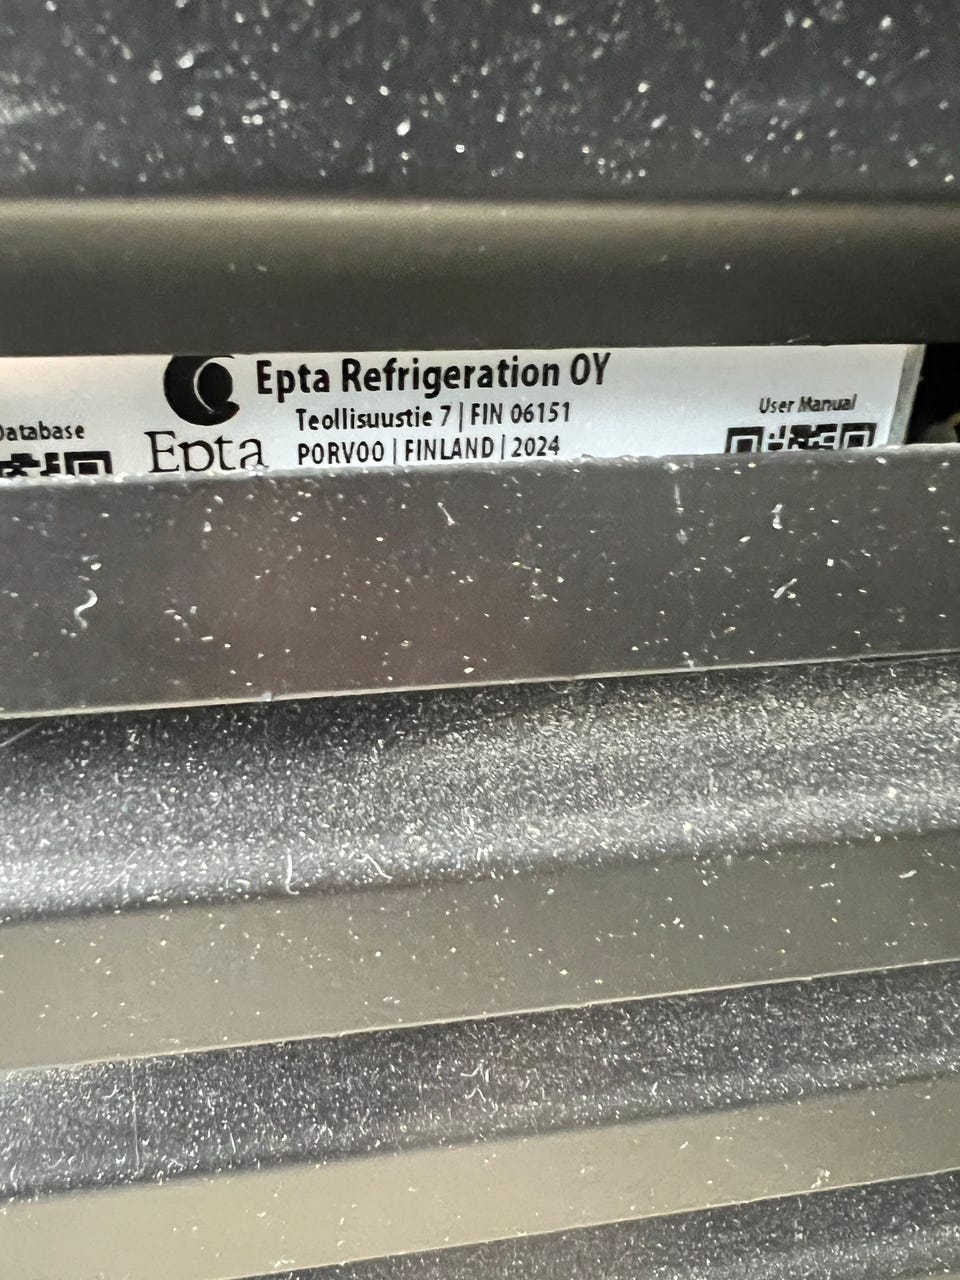 Epta Refrigeration OY
Teollisuustie 7 | FIN 06151
PORVOO | FINLAND | 2024
Epta
Database
User Manual